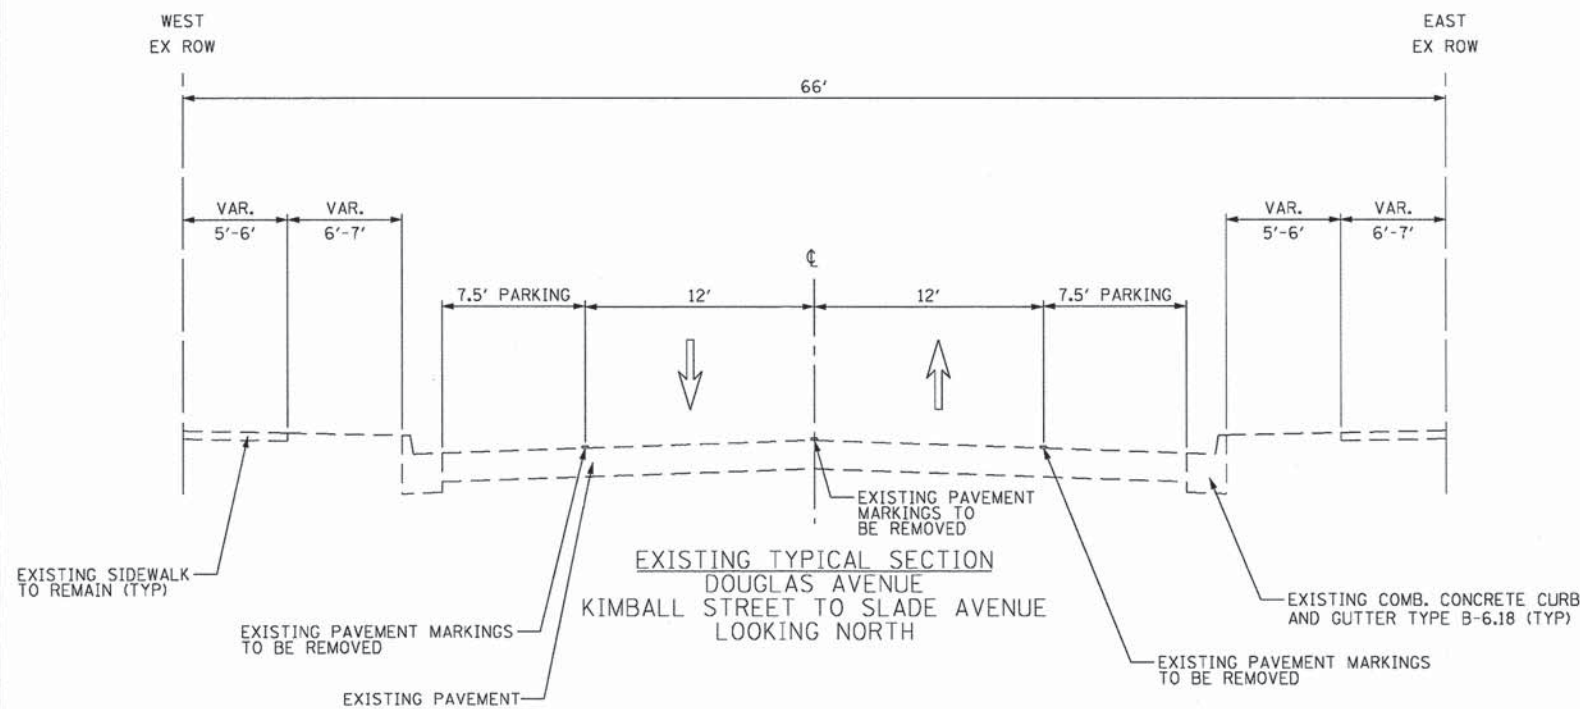 WEST
EX ROW
EAST
EX ROW
66'
VAR.
5'-6'
VAR.
6'-7'
VAR.
5'-6'
VAR.
6'-7'
℄
7.5' PARKING
12'
12'
7.5' PARKING
EXISTING PAVEMENT
MARKINGS TO
BE REMOVED
EXISTING TYPICAL SECTION
DOUGLAS AVENUE
KIMBALL STREET TO SLADE AVENUE
LOOKING NORTH
EXISTING SIDEWALK
TO REMAIN (TYP)
EXISTING PAVEMENT MARKINGS
TO BE REMOVED
EXISTING PAVEMENT
EXISTING COMB. CONCRETE CURB
AND GUTTER TYPE B-6.18 (TYP)
EXISTING PAVEMENT MARKINGS
TO BE REMOVED